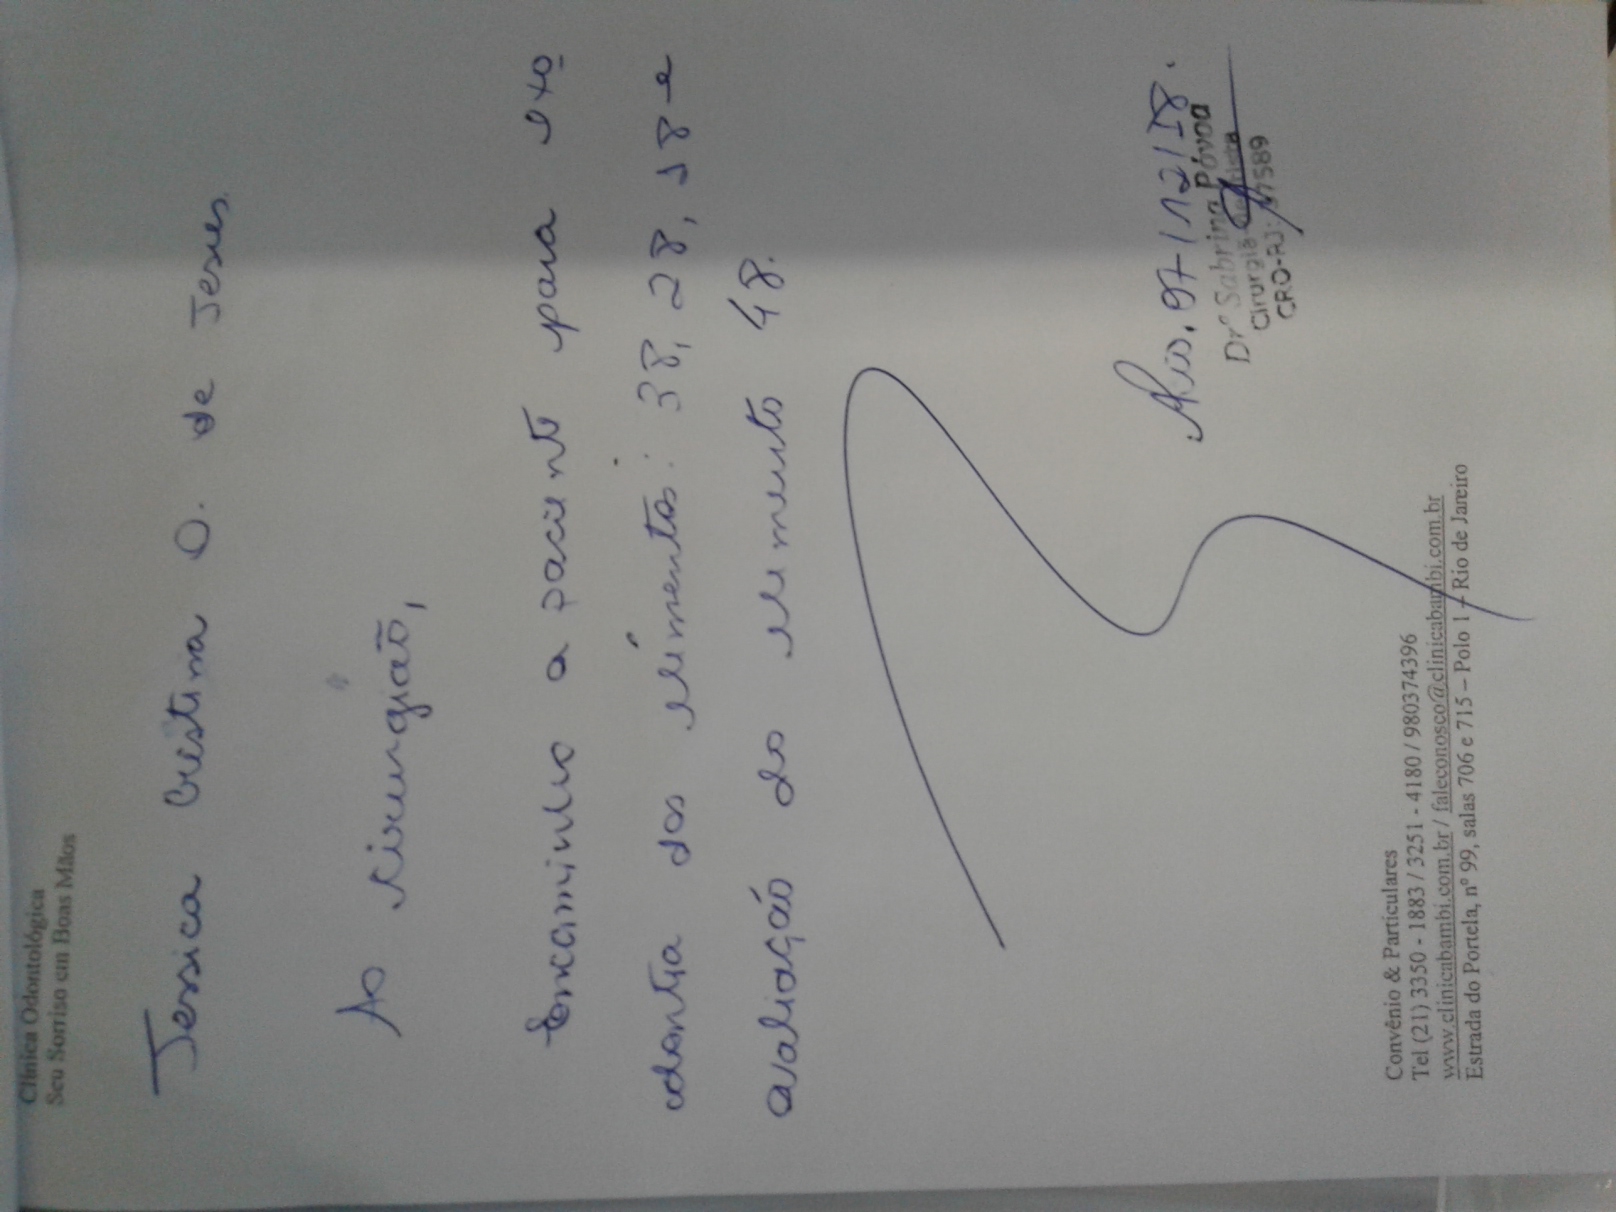 Clínica Odontológica
Seu Sorriso em Boas Mãos
Jessica Cristina O. de Jesus
Ao cirurgião,
Encaminho a paciente para exo
dontia dos elementos: 38, 28, 18 e
avaliação do elemento 48.
Rio, 07/12/18.
Drª Sabrina Póvoa
Cirurgiã
CRO-RJ: 7589
Convênio & Particulares
Tel (21) 3350 - 1883 / 3251 - 4180 / 980374396
www.clinicabambi.com.br / faleconosco@clinicabambi.com.br
Estrada do Portela, nº 99, salas 706 e 715 – Polo 1 – Rio de Janeiro